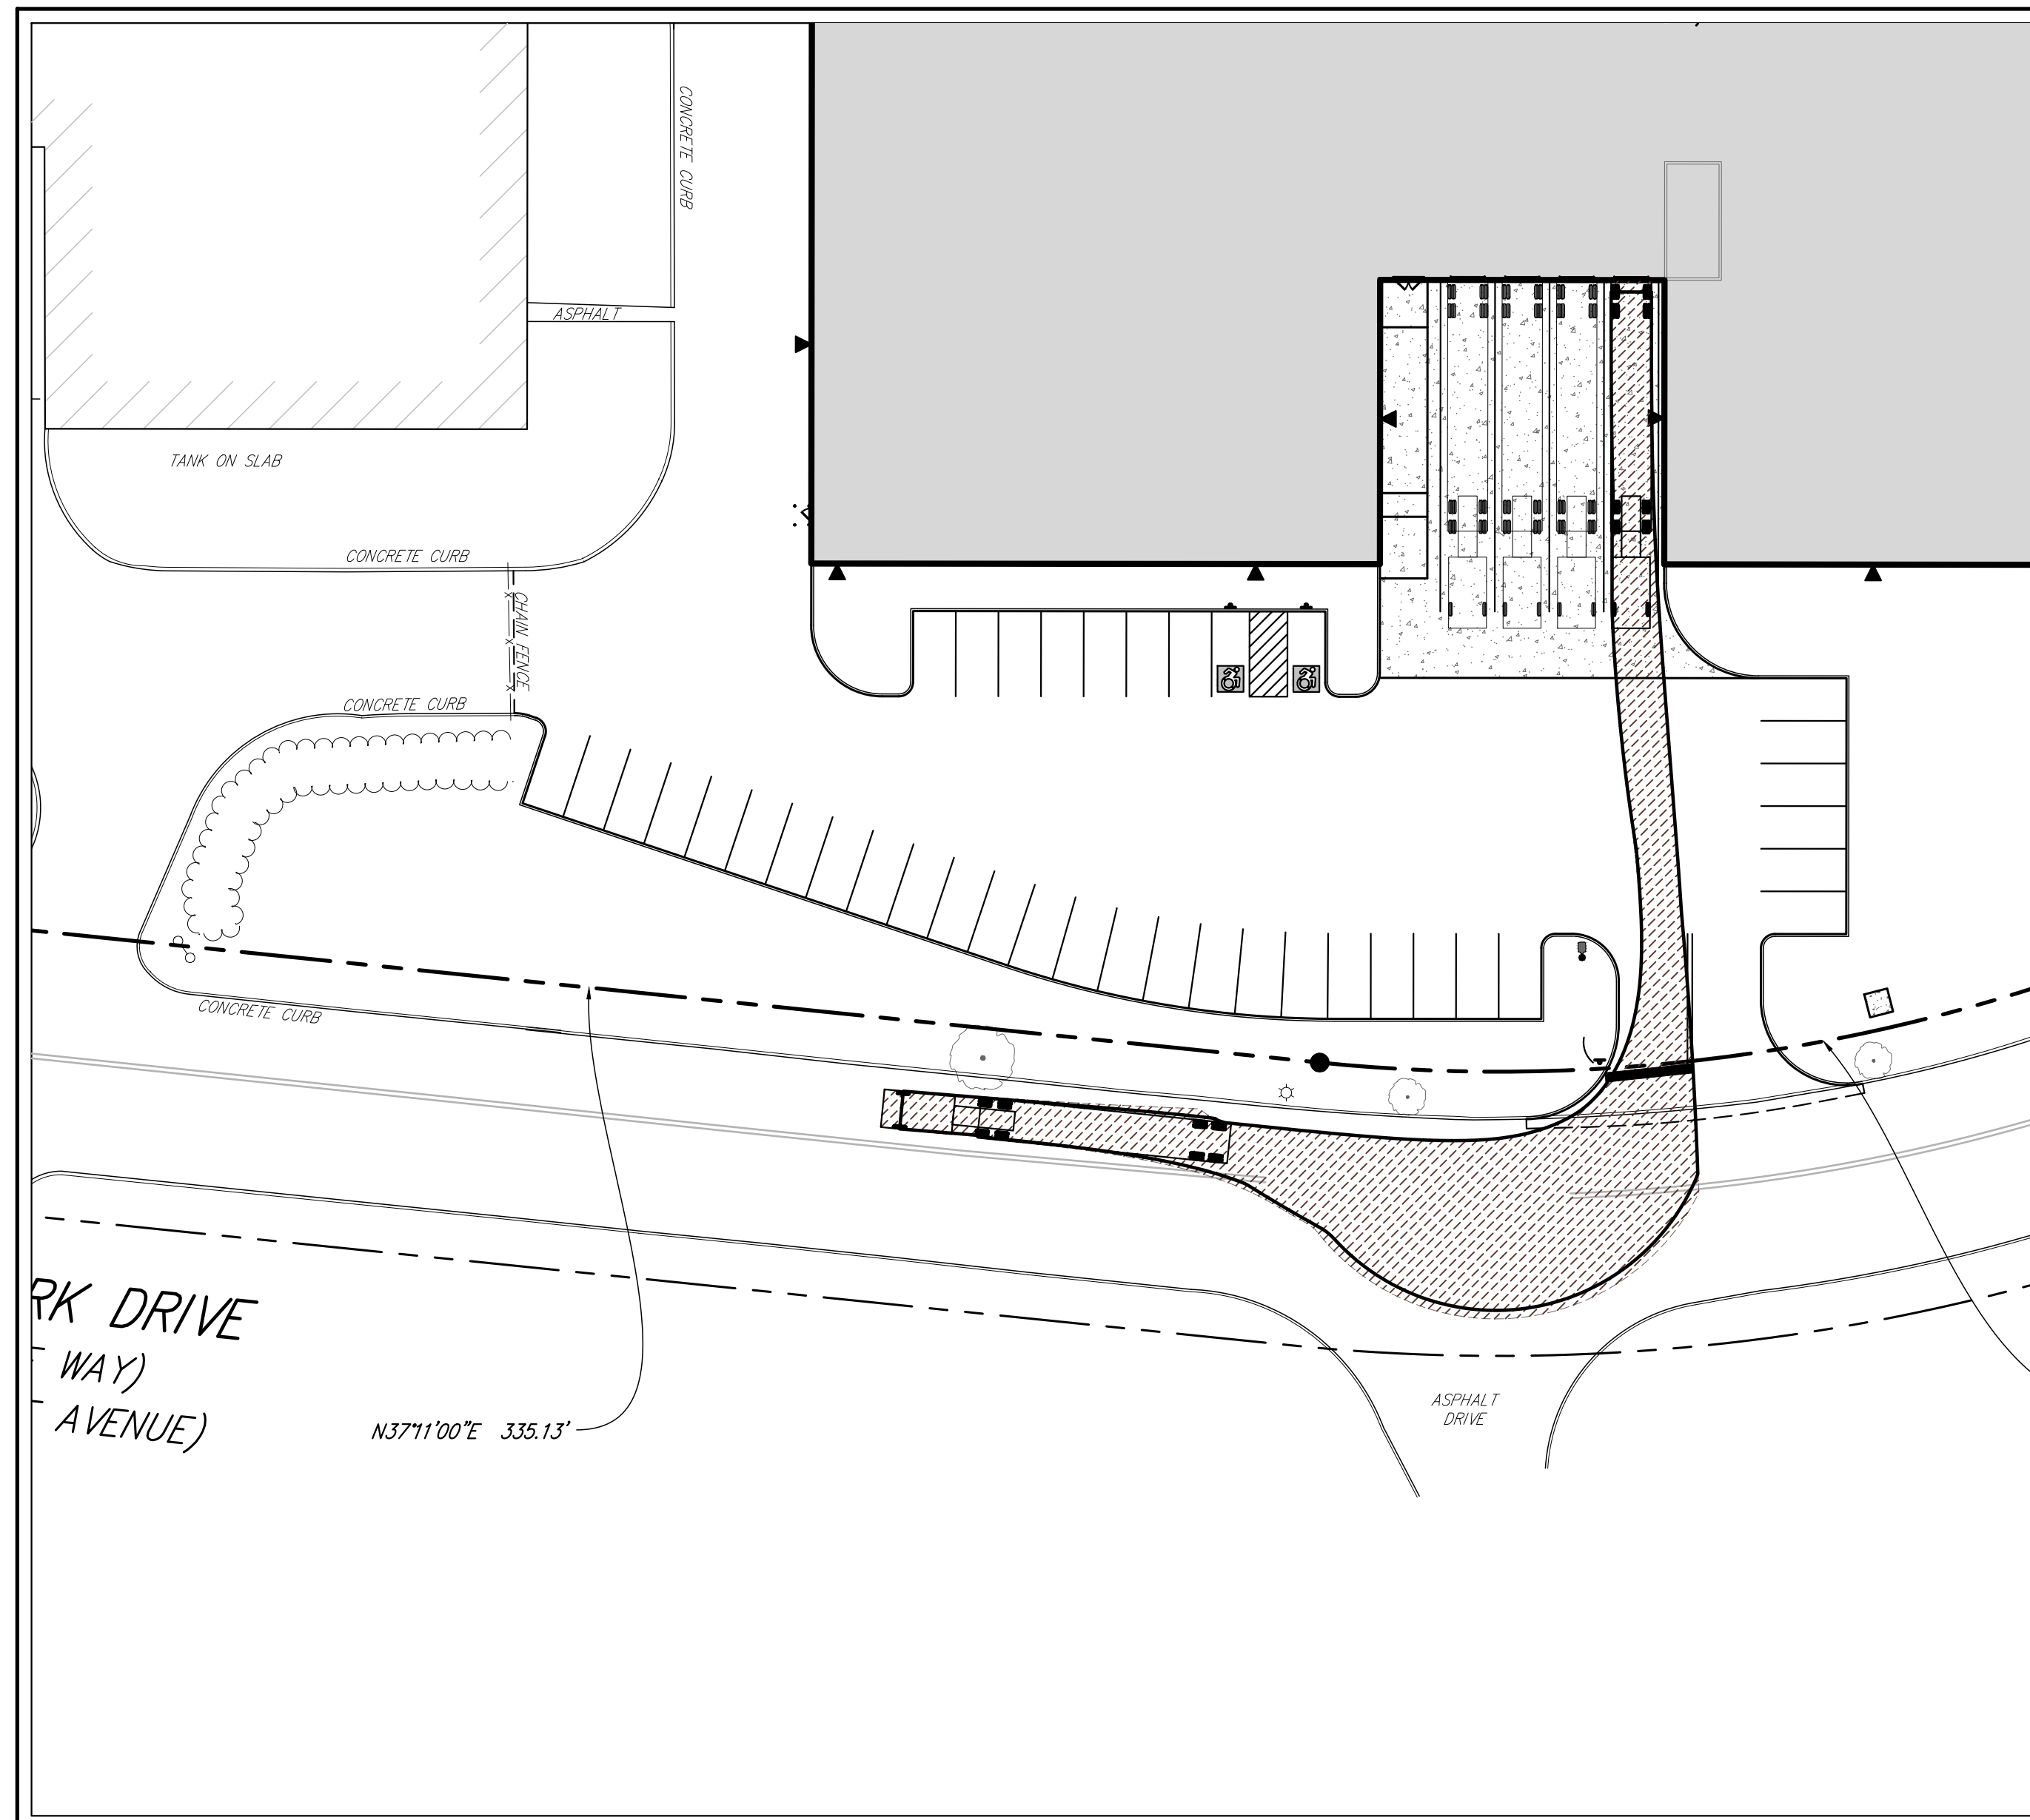 CONCRETE CURB
ASPHALT
TANK ON SLAB
CONCRETE CURB
CHAIN FENCE
X
X
X
CONCRETE CURB
CONCRETE CURB
RK DRIVE
WAY)
AVENUE)
N37°11'00"E 335.13'
ASPHALT
DRIVE